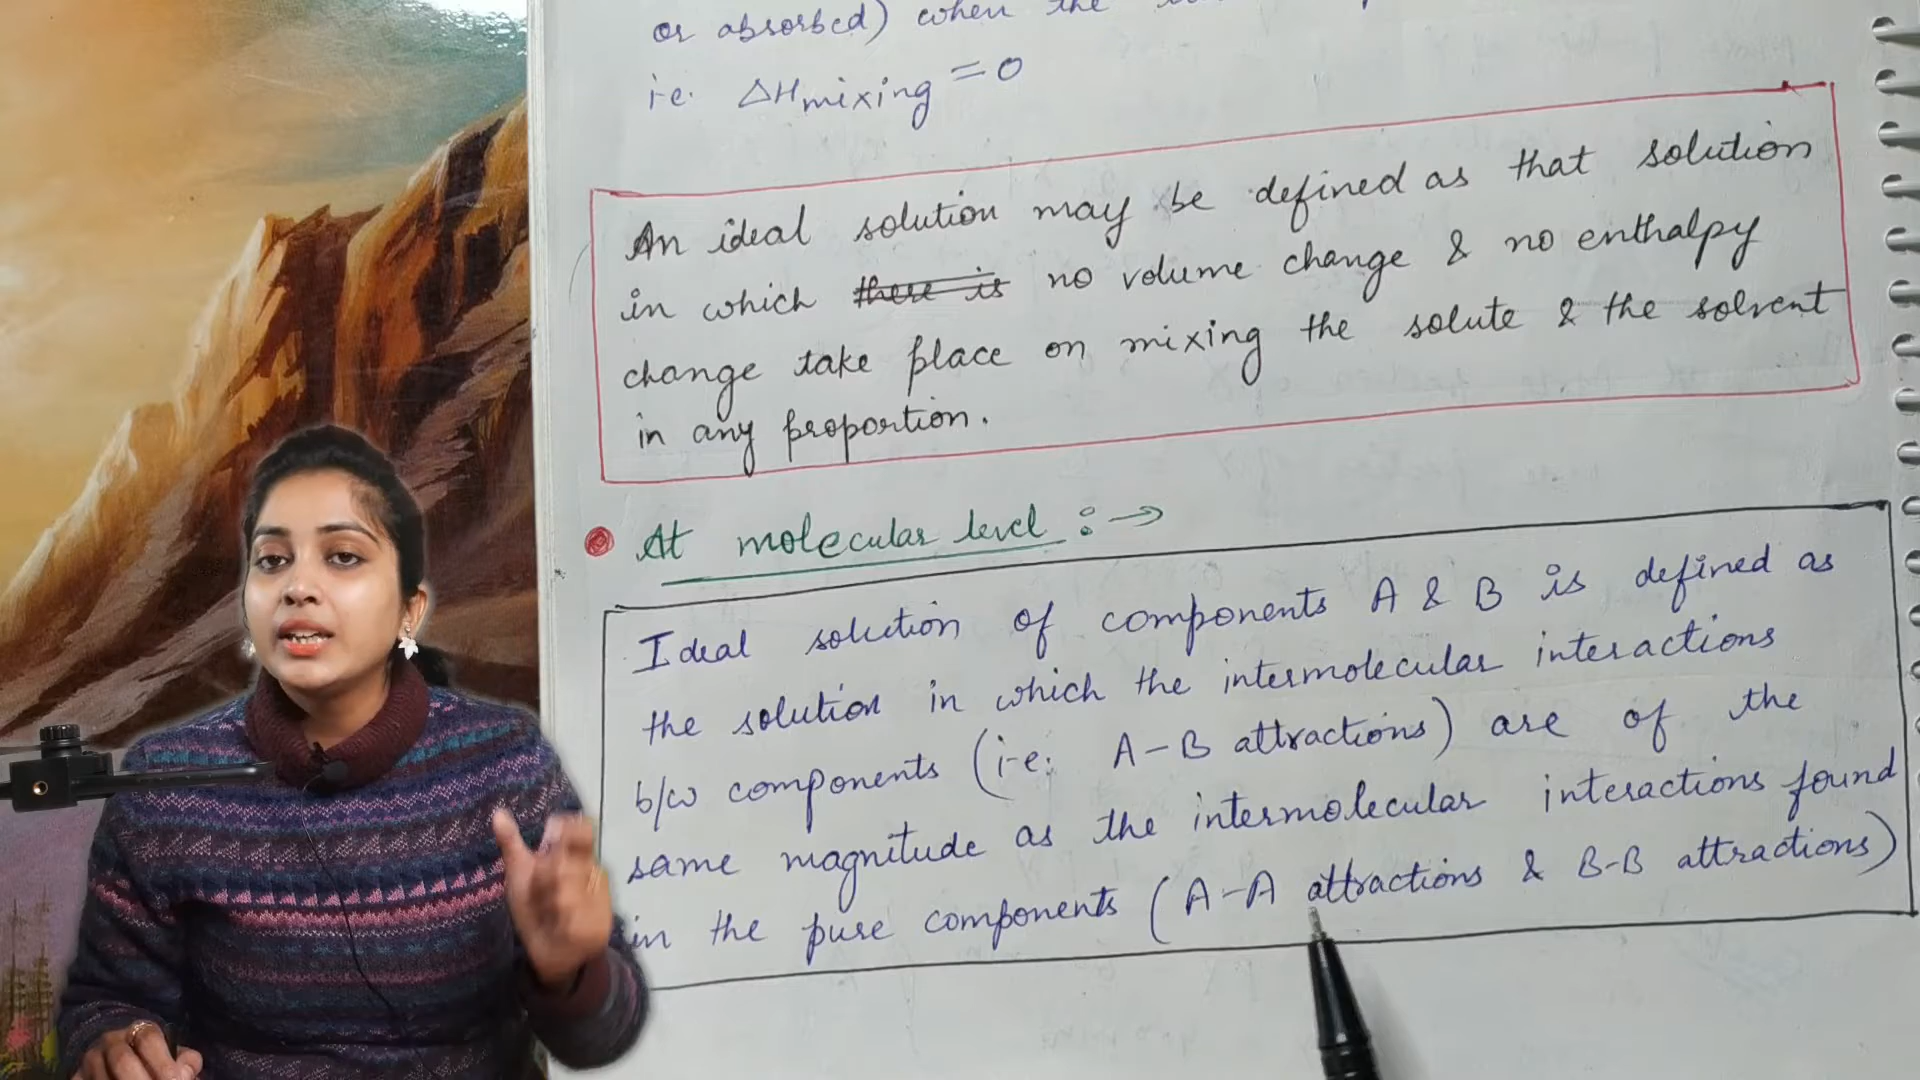 or absorbed) when the
i.e. ΔHmixing = 0
An ideal solution may be defined as that solution
in which there is no volume change & no enthalpy
change take place on mixing the solute & the solvent
in any proportion.
At molecular level :→
Ideal solution of components A & B is defined as
the solution in which the intermolecular interactions
b/w components (i.e. A-B attractions) are of the
same magnitude as the intermolecular interactions found
in the pure components (A-A attractions & B-B attractions)